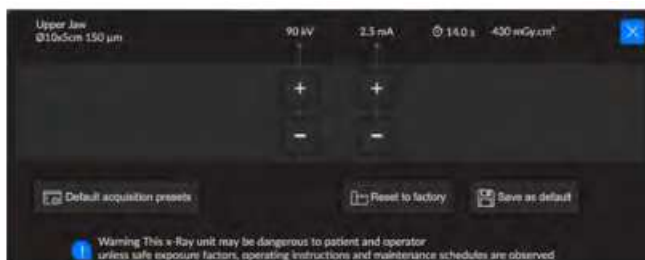 Upper Jaw
Ø10x5cm 150 µm
90 kV
2.5 mA
14.0 s
430 mGy.cm²
+
+
−
−
Default acquisition presets
Reset to factory
Save as default
Warning This x-Ray unit may be dangerous to patient and operator
unless safe exposure factors, operating instructions and maintenance schedules are observed